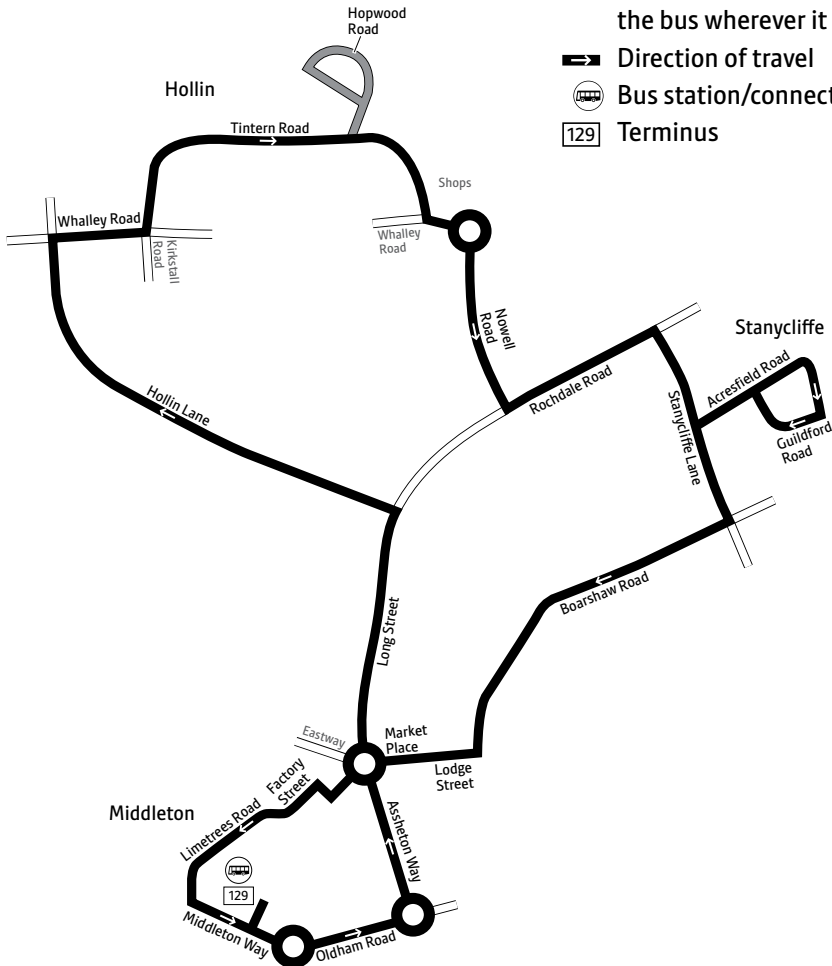 the bus wherever it
Direction of travel
Bus station/connect
129 Terminus
Hopwood
Road
Hollin
Tintern Road
Shops
Whalley Road
Whalley
Road
Kirkstall
Road
Nowell
Road
Stanycliffe
Acresfield Road
Rochdale Road
Hollin Lane
Stanycliffe Lane
Guildford
Road
Boarshaw Road
Long Street
Eastway
Market
Place
Lodge
Street
Factory
Street
Middleton
Limetrees Road
Assheton Way
129
Middleton Way
Oldham Road